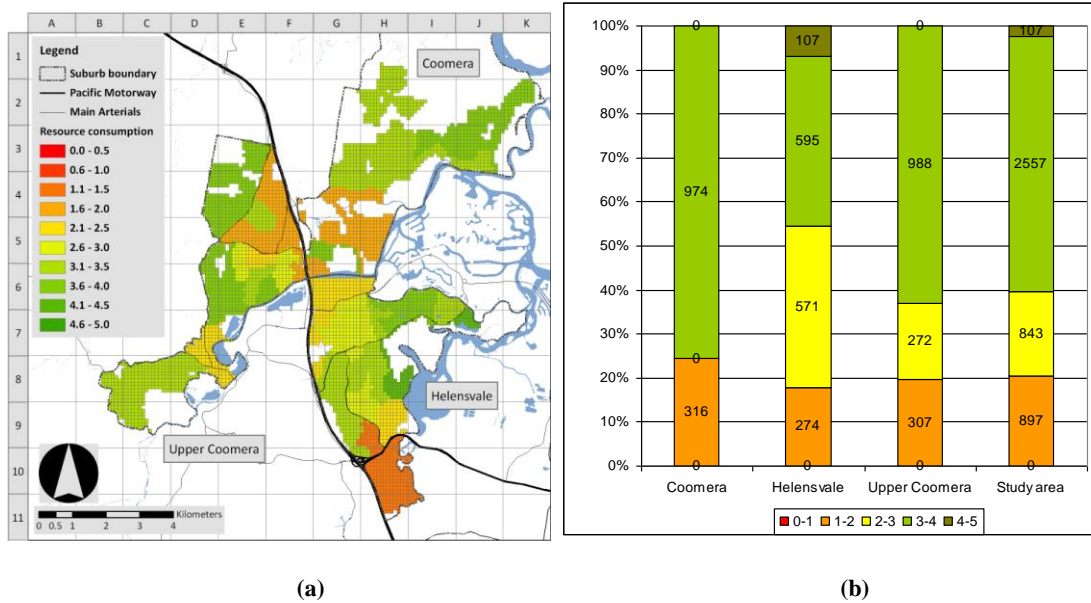 A B C D E F G H I J K
1
2
3
4
5
6
7
8
9
10
11
Legend
Suburb boundary
Pacific Motorway
Main Arterials
Resource consumption
0.0 - 0.5
0.6 - 1.0
1.1 - 1.5
1.6 - 2.0
2.1 - 2.5
2.6 - 3.0
3.1 - 3.5
3.6 - 4.0
4.1 - 4.5
4.6 - 5.0
Coomera
Helensvale
Upper Coomera
Kilometers
0 0.5 1 2 3 4
(a)
100%
90%
80%
70%
60%
50%
40%
30%
20%
10%
0%
0 107 0 107
974 595 988 2557
0 571 272 843
316 274 307 897
0 0 0 0
Coomera Helensvale Upper Coomera Study area
0-1 1-2 2-3 3-4 4-5
(b)